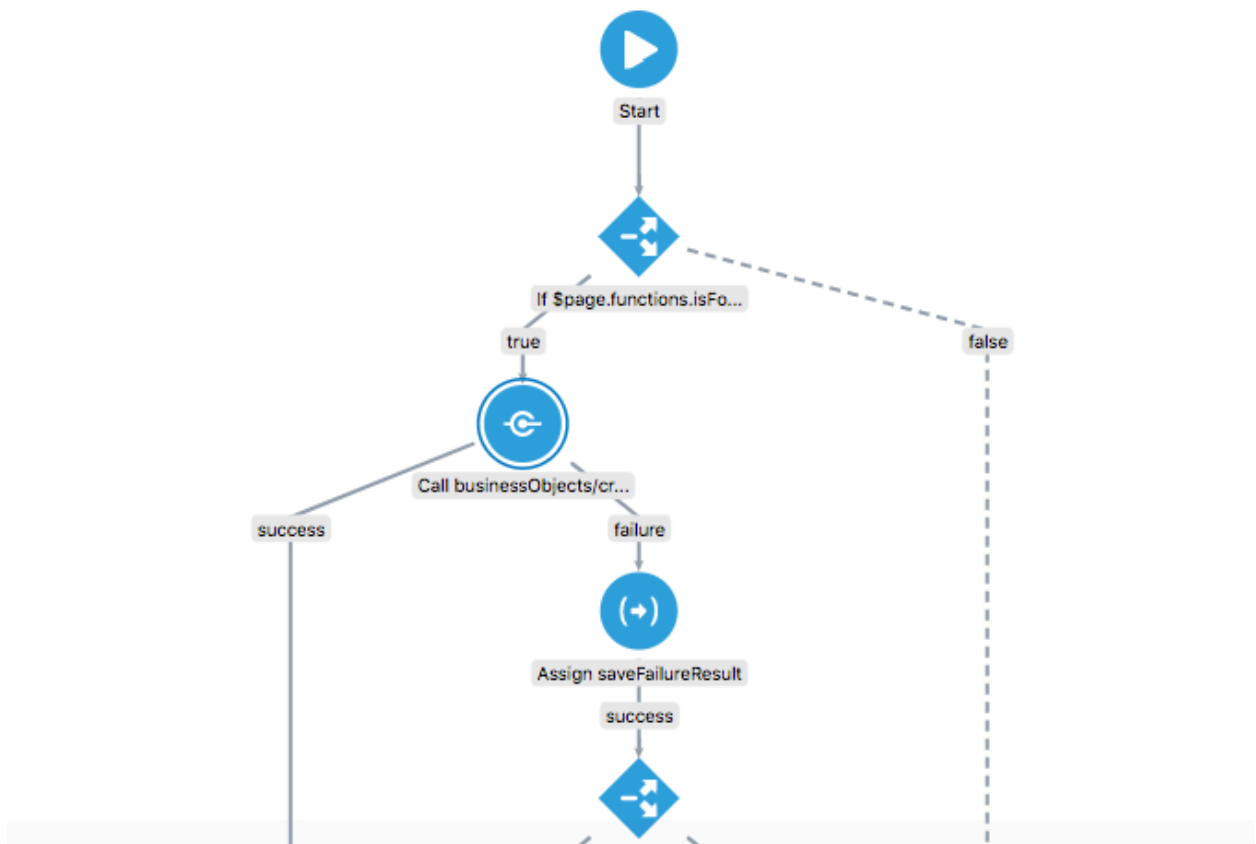 Start
If $page.functions.isFo...
true
false
Call businessObjects/cr...
success
failure
Assign saveFailureResult
success